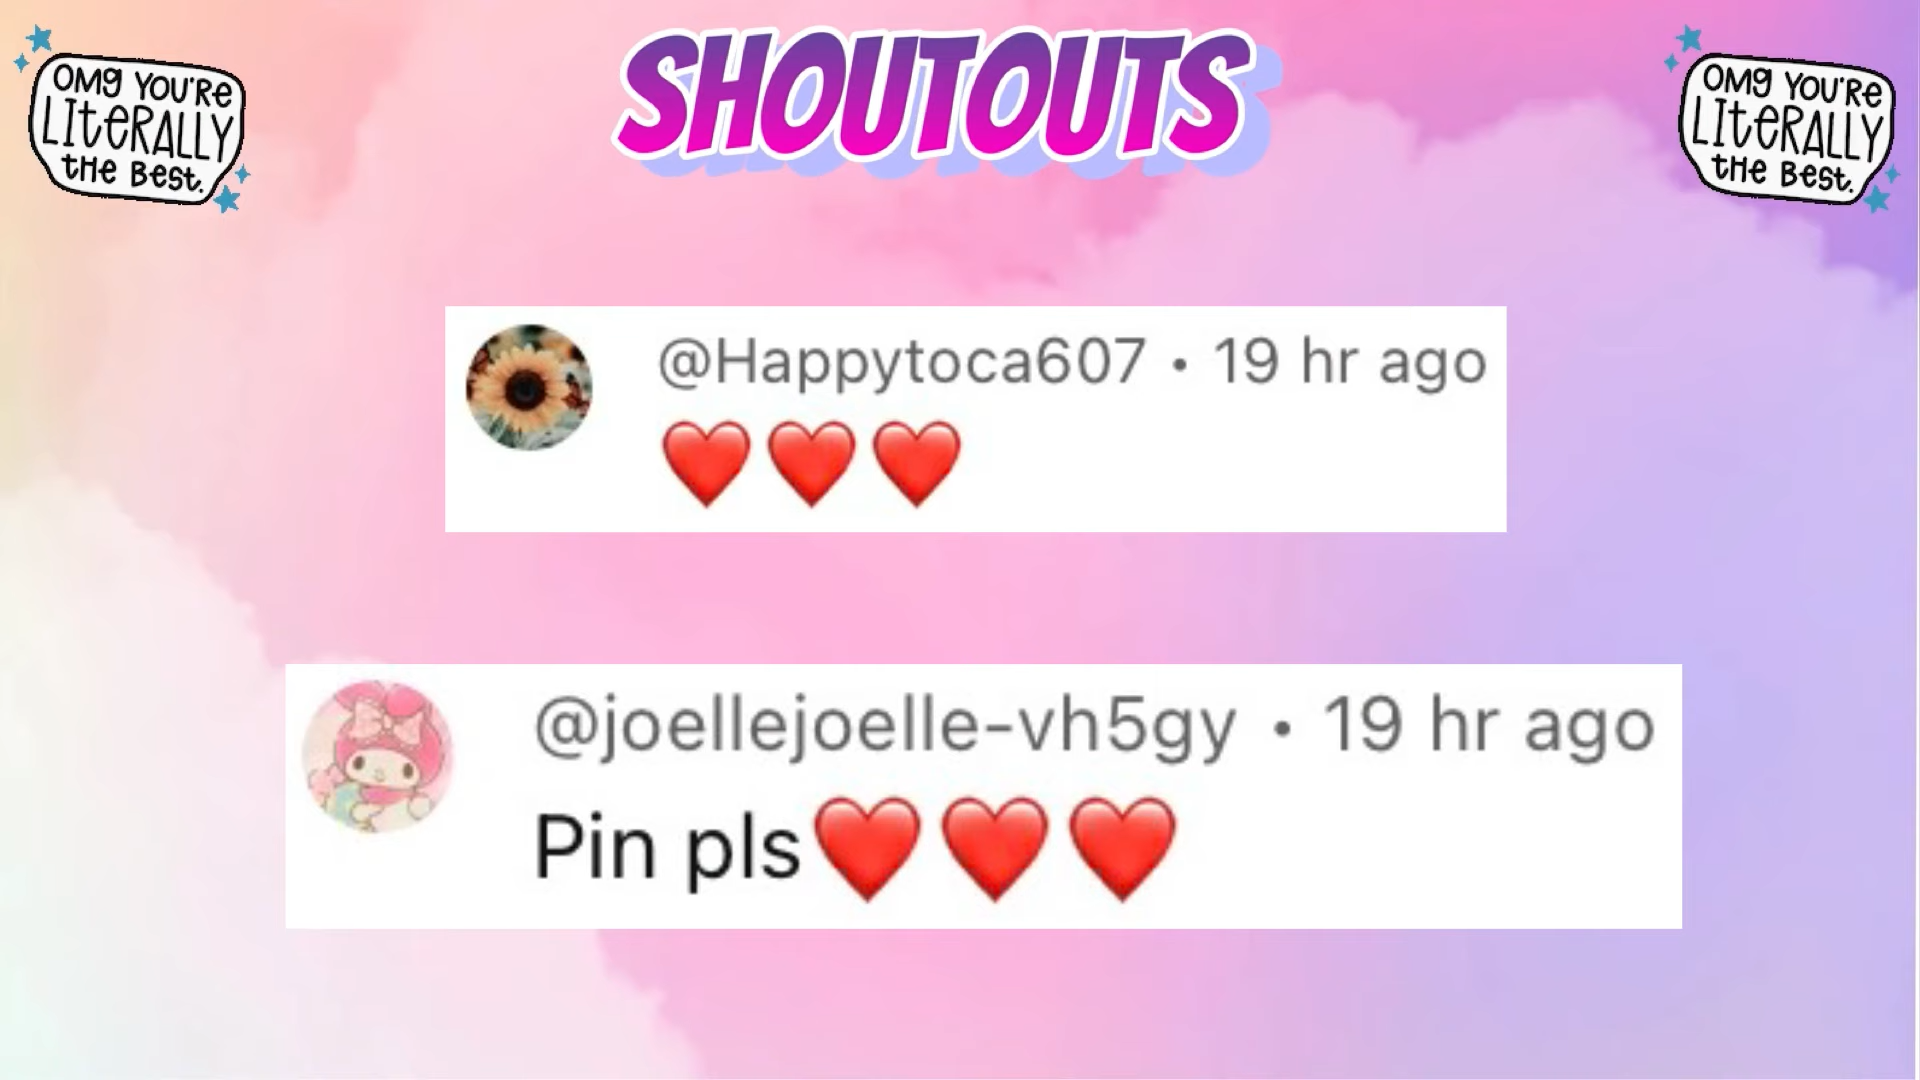 SHOUTOUTS
OMG YOU'RE
LITERALLY
THE BEST.
OMG YOU'RE
LITERALLY
THE BEST.
@Happytoca607 • 19 hr ago
❤️❤️❤️
@joellejoelle-vh5gy • 19 hr ago
Pin pls❤️❤️❤️